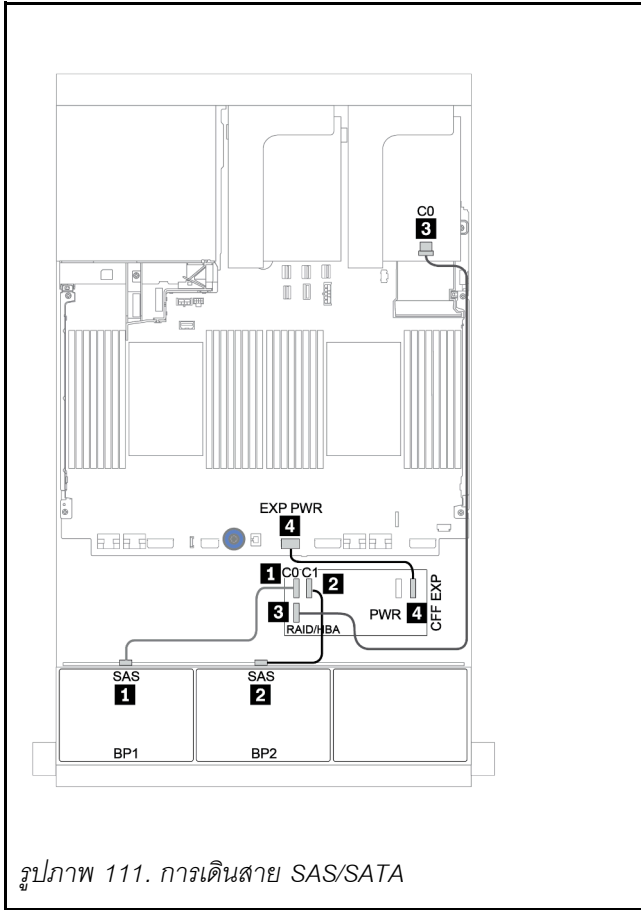 C0
3
EXP PWR
4
1 C0 C1 2
3 PWR 4
RAID/HBA
CFF EXP
SAS SAS
1 2
BP1 BP2
รูปภาพ 111. การเดินสาย SAS/SATA